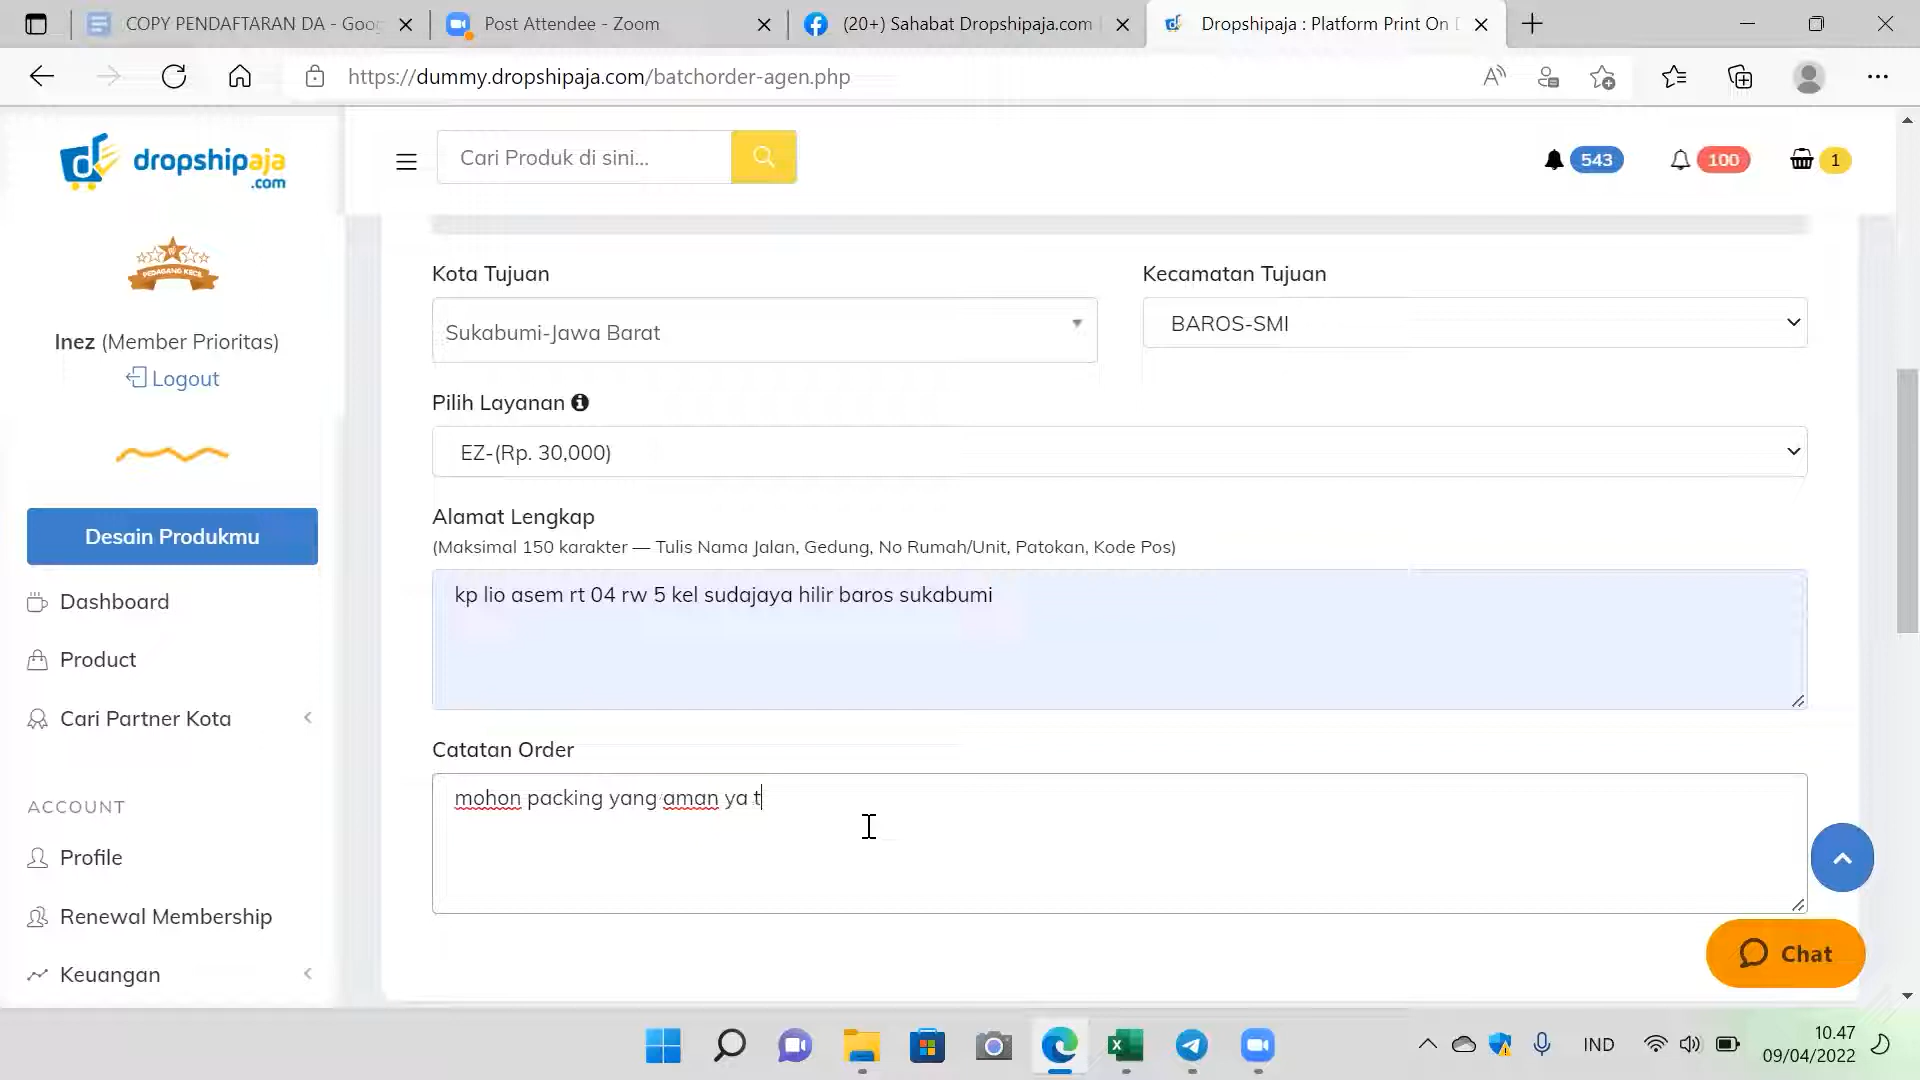 COPY PENDAFTARAN DA - Goog
Post Attendee - Zoom
(20+) Sahabat Dropshipaja.com
Dropshipaja : Platform Print On D
https://dummy.dropshipaja.com/batchorder-agen.php
dropshipaja
.com
Cari Produk di sini...
543
100
1
PEDAGANG KECIL
Inez (Member Prioritas)
Logout
Desain Produkmu
Dashboard
Product
Cari Partner Kota
ACCOUNT
Profile
Renewal Membership
Keuangan
Kota Tujuan
Kecamatan Tujuan
Sukabumi-Jawa Barat
BAROS-SMI
Pilih Layanan
EZ-(Rp. 30,000)
Alamat Lengkap
(Maksimal 150 karakter — Tulis Nama Jalan, Gedung, No Rumah/Unit, Patokan, Kode Pos)
kp lio asem rt 04 rw 5 kel sudajaya hilir baros sukabumi
Catatan Order
mohon packing yang aman ya t
Chat
IND
10.47
09/04/2022